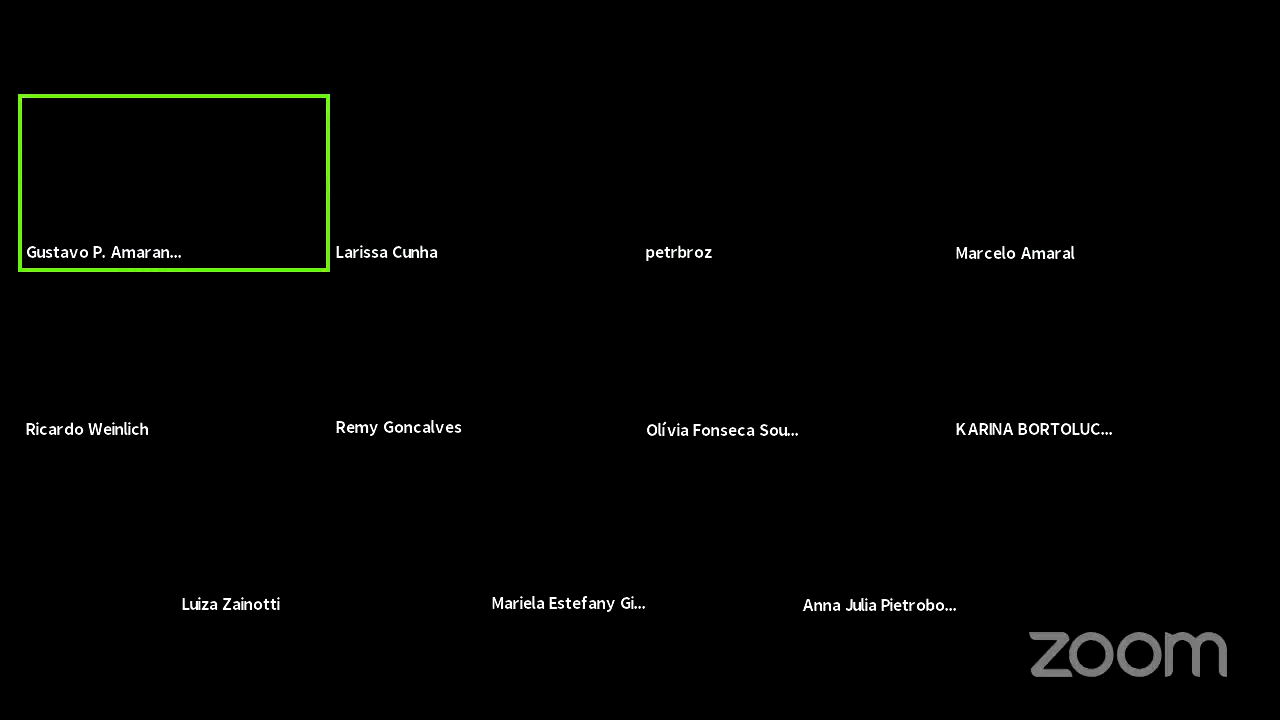 Gustavo P. Amaran...
Larissa Cunha
petrbroz
Marcelo Amaral
Ricardo Weinlich
Remy Goncalves
Olívia Fonseca Sou...
KARINA BORTOLUC...
Luiza Zainotti
Mariela Estefany Gi...
Anna Julia Pietrobo...
zoom